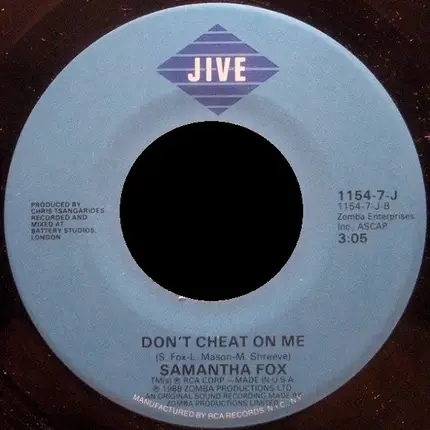 JIVE
PRODUCED BY
CHRIS TSANGARIDES
RECORDED AND
MIXED AT
BATTERY STUDIOS,
LONDON
1154-7-J
1154-7-J-B
Zomba Enterprises
Inc., ASCAP
3:05
DON'T CHEAT ON ME
(S. Fox-L. Mason-M. Shreeve)
SAMANTHA FOX
TM(s) ® RCA CORP — MADE IN U.S.A
℗ 1988 ZOMBA PRODUCTIONS LTD
AN ORIGINAL SOUND RECORDING MADE BY
ZOMBA PRODUCTIONS LIMITED
MANUFACTURED BY RCA RECORDS, N.Y.C., N.Y.